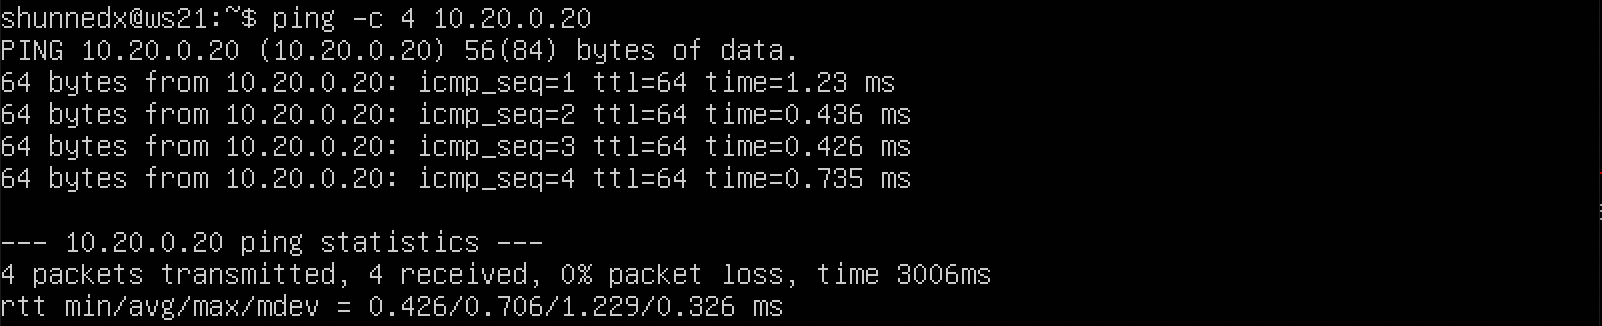 shunnedx@ws21:~$ ping -c 4 10.20.0.20
PING 10.20.0.20 (10.20.0.20) 56(84) bytes of data.
64 bytes from 10.20.0.20: icmp_seq=1 ttl=64 time=1.23 ms
64 bytes from 10.20.0.20: icmp_seq=2 ttl=64 time=0.436 ms
64 bytes from 10.20.0.20: icmp_seq=3 ttl=64 time=0.426 ms
64 bytes from 10.20.0.20: icmp_seq=4 ttl=64 time=0.735 ms

--- 10.20.0.20 ping statistics ---
4 packets transmitted, 4 received, 0% packet loss, time 3006ms
rtt min/avg/max/mdev = 0.426/0.706/1.229/0.326 ms